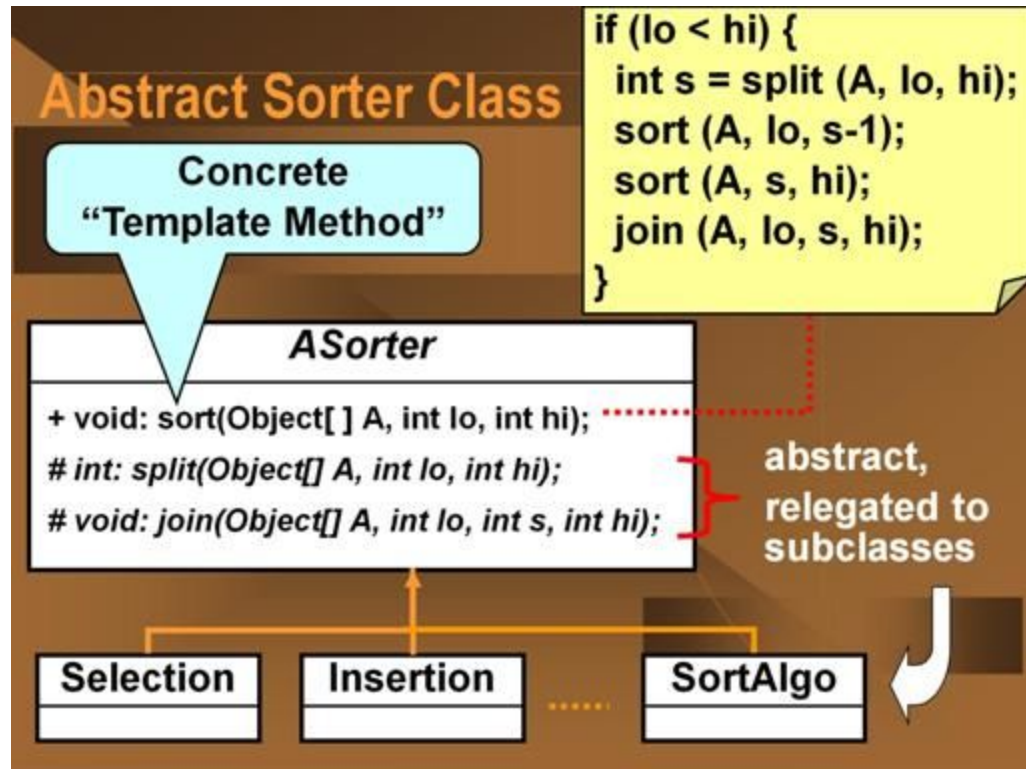 Abstract Sorter Class
if (lo < hi) {
int s = split (A, lo, hi);
sort (A, lo, s-1);
sort (A, s, hi);
join (A, lo, s, hi);
}
Concrete
“Template Method”
ASorter
+ void: sort(Object[ ] A, int lo, int hi);
# int: split(Object[] A, int lo, int hi);
# void: join(Object[] A, int lo, int s, int hi);
abstract,
relegated to
subclasses
Selection
Insertion
SortAlgo